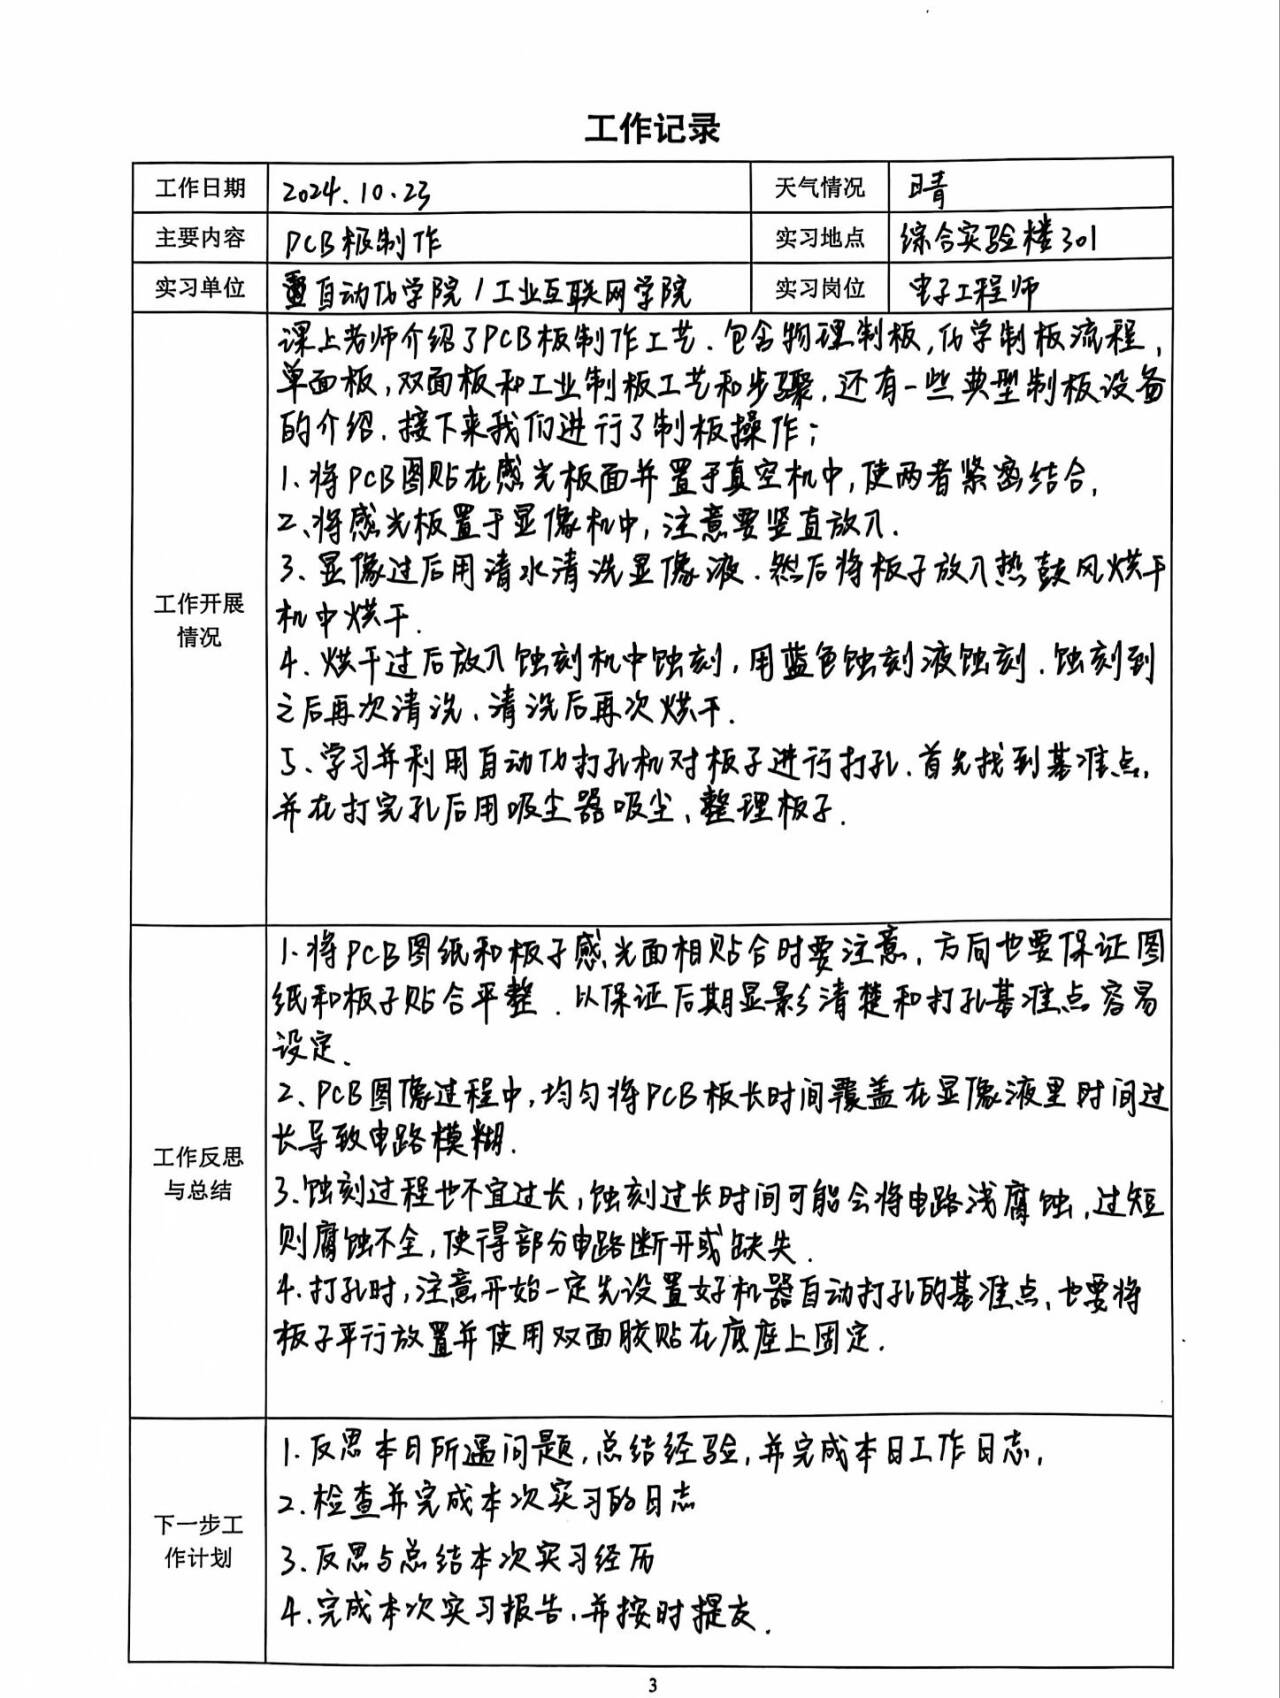 工作记录
工作日期 2024.10.23 天气情况 晴
主要内容 PCB板制作 实习地点 综合实验楼301
实习单位 自动化学院/工业互联网学院 实习岗位 电子工程师
课上老师介绍了PCB板制作工艺.包含物理制板,化学制板流程,
单面板,双面板和工业制板工艺和步骤,还有一些典型制板设备
的介绍.接下来我们进行了制板操作;
1、将PCB图贴在感光板面并置于真空机中,使两者紧密结合,
2、将感光板置于显像机中,注意要竖直放入.
3、显像过后用清水清洗显像液.然后将板子放入热鼓风烘干
机中烘干.
工作开展
情况
4、烘干过后放入蚀刻机中蚀刻,用蓝色蚀刻液蚀刻.蚀刻到
之后再次清洗、清洗后再次烘干.
5、学习并利用自动化打孔机对板子进行打孔.首先找到基准点,
并在打完孔后用吸尘器吸尘、整理板子.
1.将PCB图纸和板子感光面相贴合时要注意,方向也要保证图
纸和板子贴合平整.以保证后期显影清楚和打孔基准点容易
设定、
2、PCB图像过程中,均匀将PCB板长时间覆盖在显像液里时间过
长导致电路模糊.
工作反思
与总结
3、蚀刻过程也不宜过长,蚀刻过长时间可能会将电路浅腐蚀,过短
则腐蚀不全,使得部分电路断开或缺失.
4.打孔时,注意开始一定先设置好机器自动打孔的基准点、也要将
板子平行放置并使用双面胶贴在底座上固定.
1.反思本日所遇问题,总结经验,并完成本日工作日志,
2.检查并完成本次实习的日志
下一步工
作计划
3、反思与总结本次实习经历
4.完成本次实习报告,并按时提交.
3